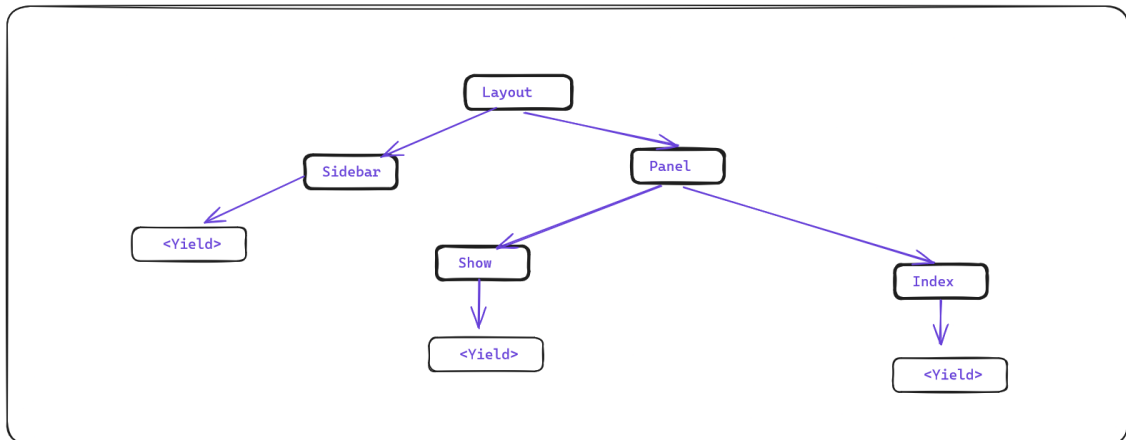 Layout
Sidebar
Panel
<Yield>
Show
Index
<Yield>
<Yield>